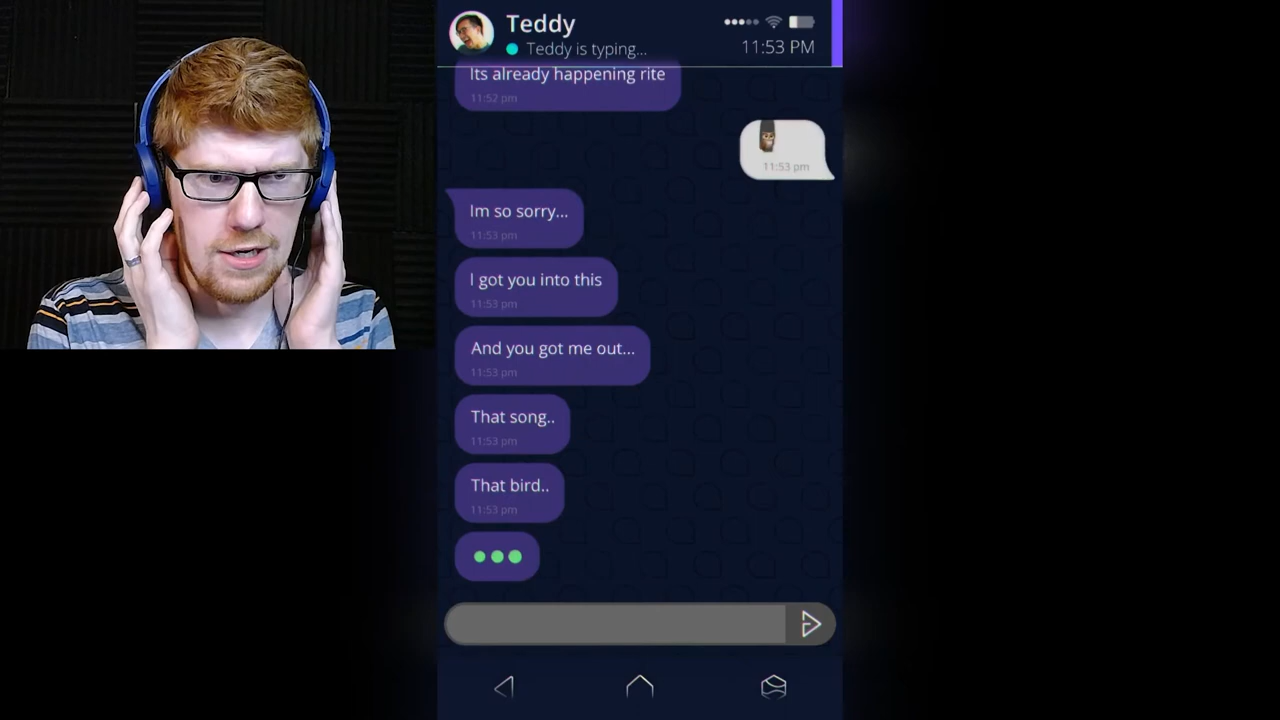 Teddy
Teddy is typing...
11:53 PM
Its already happening rite
11:52 pm
11:53 pm
Im so sorry...
11:53 pm
I got you into this
11:53 pm
And you got me out...
11:53 pm
That song..
11:53 pm
That bird..
11:53 pm